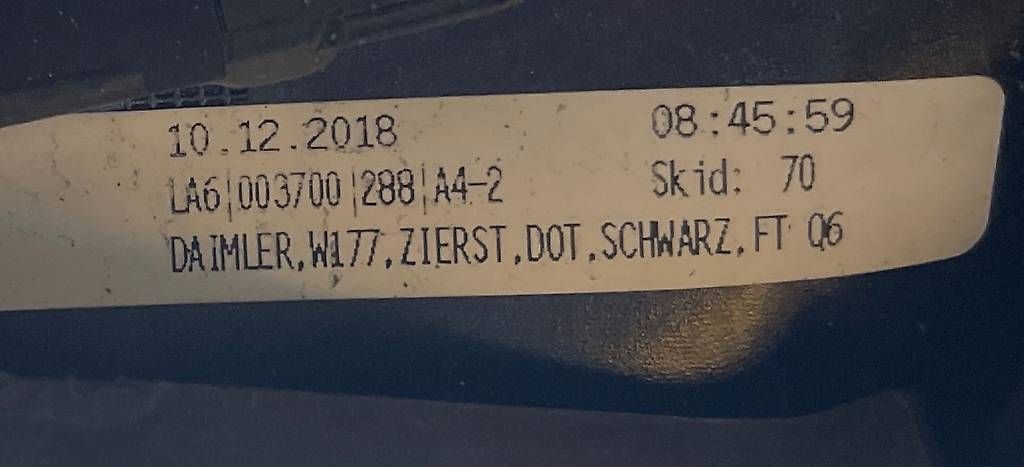 10.12.2018 08:45:59
LA6|003700|288|A4-2 Skid: 70
DAIMLER,W177,ZIERST,DOT,SCHWARZ,FT Q6